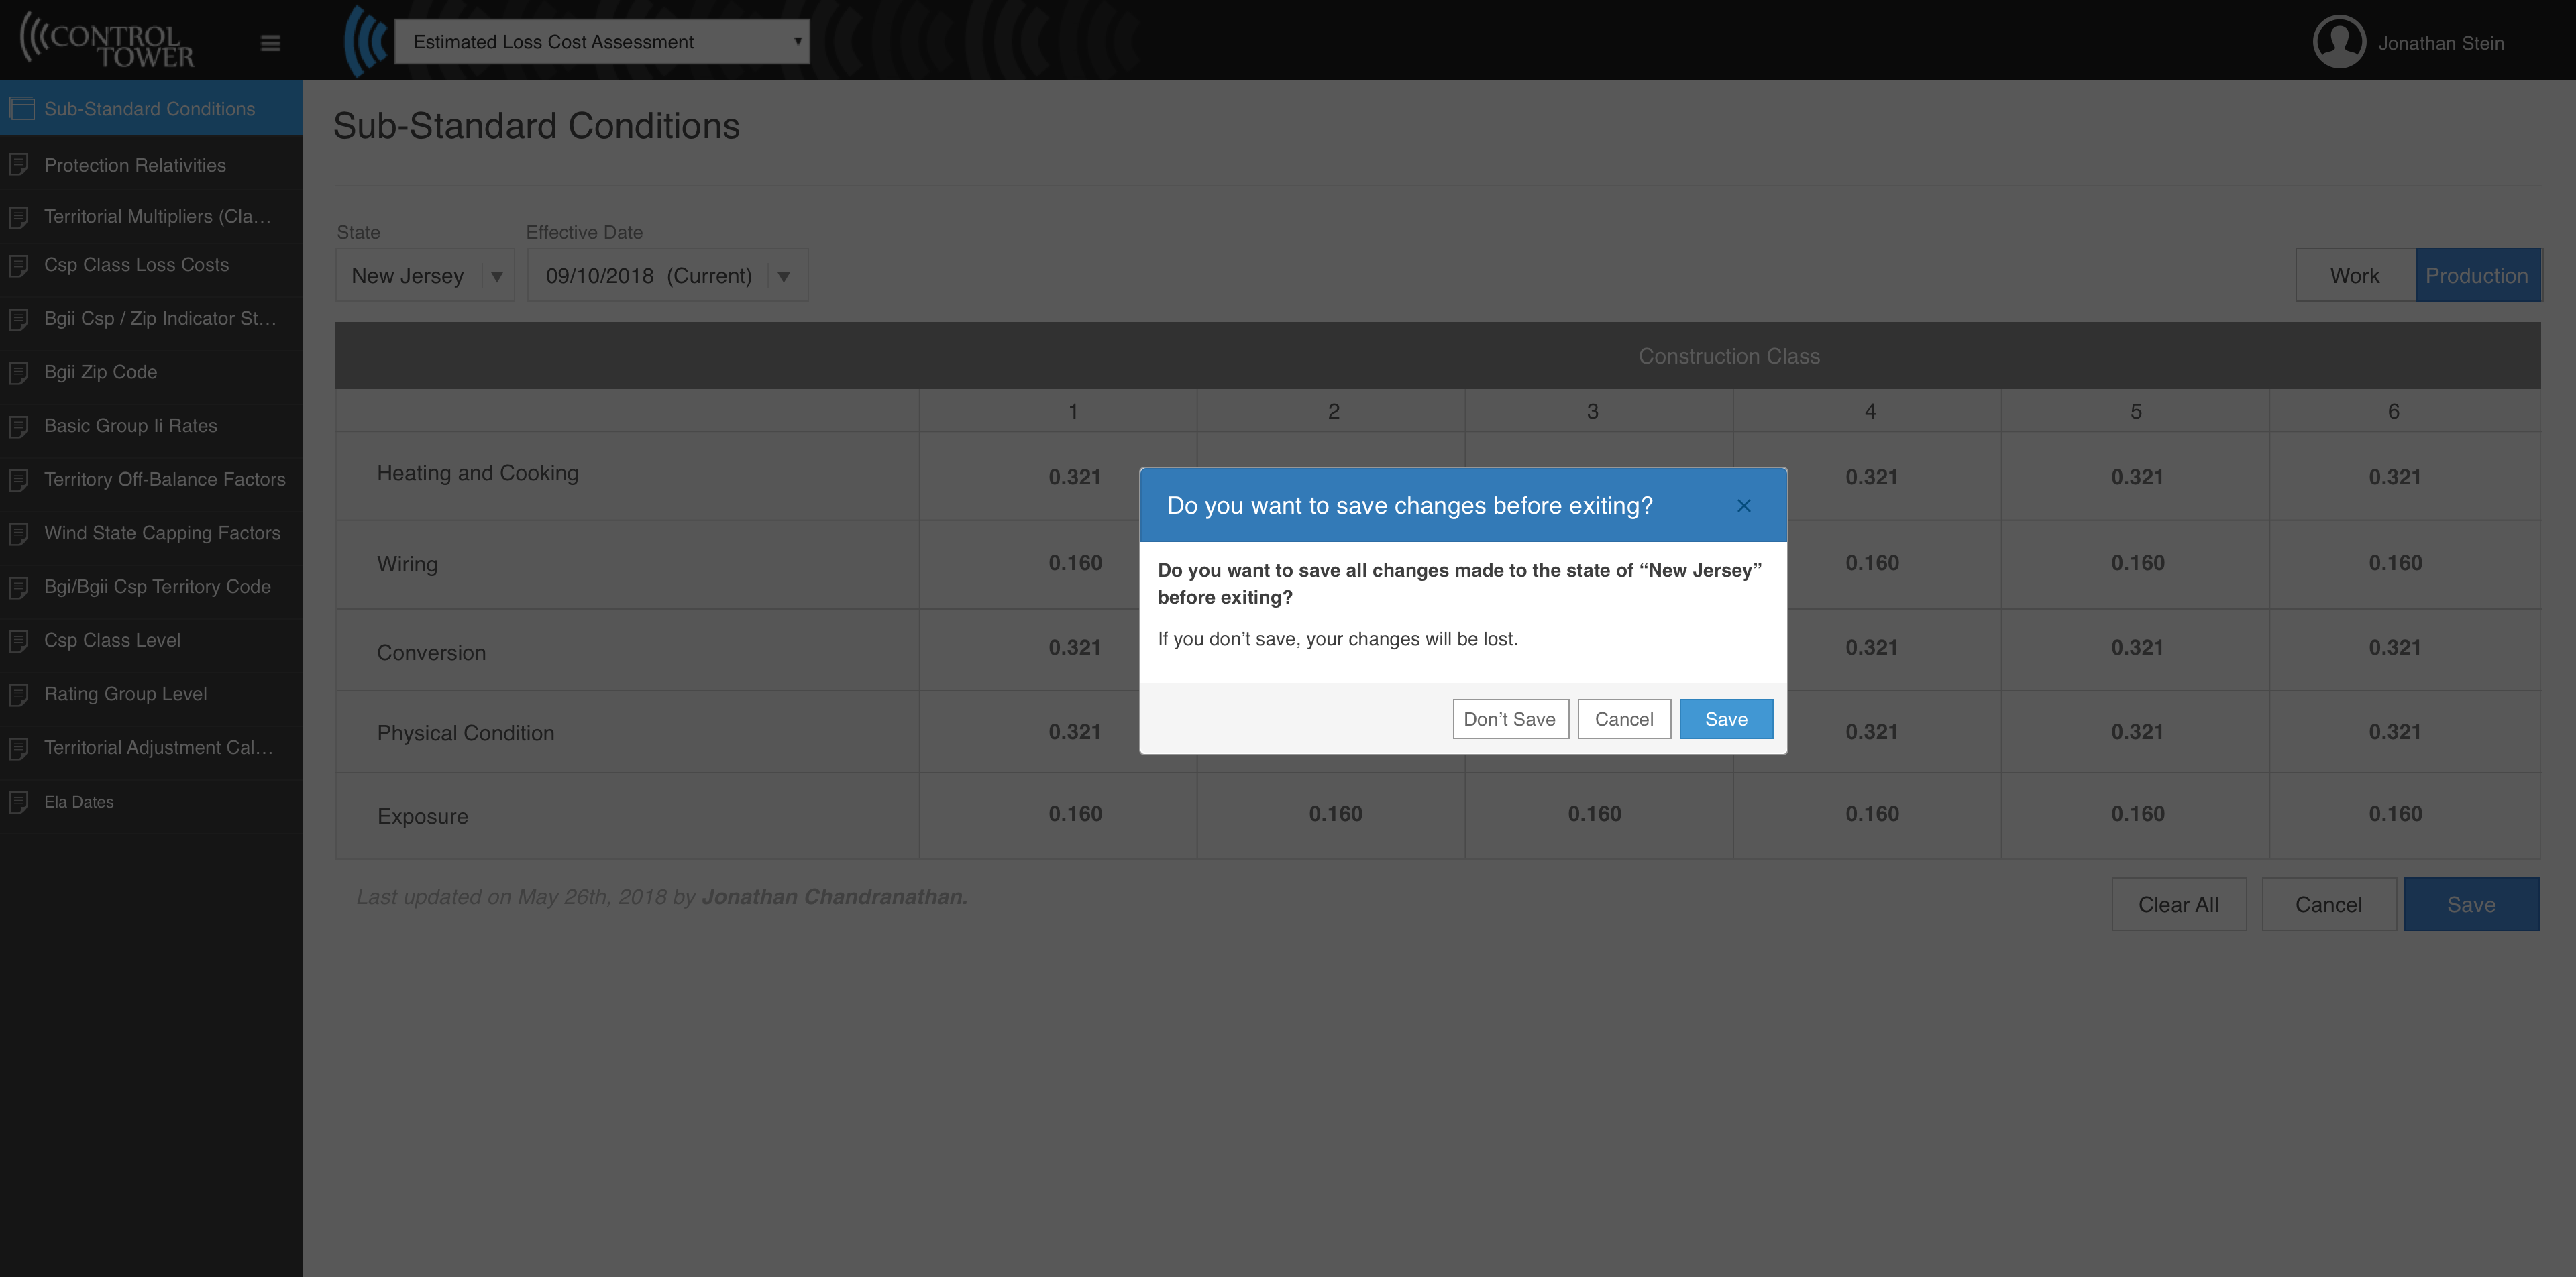 CONTROL
TOWER
Estimated Loss Cost Assessment
Jonathan Stein
Sub-Standard Conditions
Protection Relativities
Territorial Multipliers (Cla...
Csp Class Loss Costs
Bgii Csp / Zip Indicator St...
Bgii Zip Code
Basic Group Ii Rates
Territory Off-Balance Factors
Wind State Capping Factors
Bgi/Bgii Csp Territory Code
Csp Class Level
Rating Group Level
Territorial Adjustment Cal...
Ela Dates
Sub-Standard Conditions
State Effective Date
New Jersey 09/10/2018 (Current) Work Production
Construction Class
1 2 3 4 5 6
Heating and Cooking 0.321 0.321 0.321 0.321
Wiring 0.160 0.160 0.160 0.160
Conversion 0.321 0.321 0.321 0.321
Physical Condition 0.321 0.321 0.321 0.321
Exposure 0.160 0.160 0.160 0.160 0.160 0.160
Last updated on May 26th, 2018 by Jonathan Chandranathan.
Clear All Cancel Save
Do you want to save changes before exiting?
Do you want to save all changes made to the state of “New Jersey”
before exiting?
If you don’t save, your changes will be lost.
Don’t Save Cancel Save